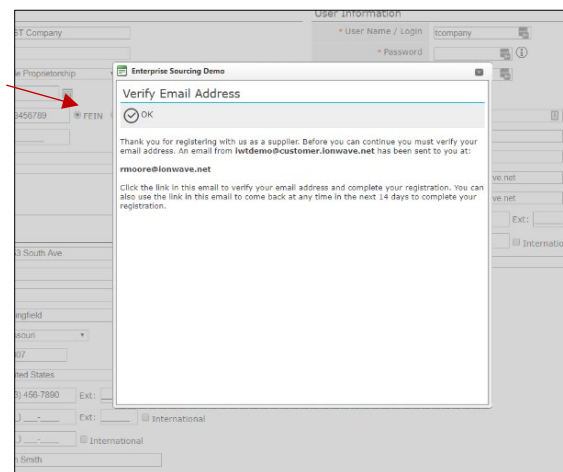 User Information
ST Company
* User Name / Login
tcompany
* Password
Proprietorship
Enterprise Sourcing Demo
3456789
FEIN
Verify Email Address
OK
Thank you for registering with us as a supplier. Before you can continue you must verify your
email address. An email from iwtdemo@customer.ionwave.net has been sent to you at:
rmoore@ionwave.net
Click the link in this email to verify your email address and complete your registration. You can
also use the link in this email to come back at any time in the next 14 days to complete your
registration.
ve.net
ve.net
Ext:
Internatio
3 South Ave
ingfield
ssouri
07
ted States
) 456-7890
Ext:
Ext:
International
International
n Smith